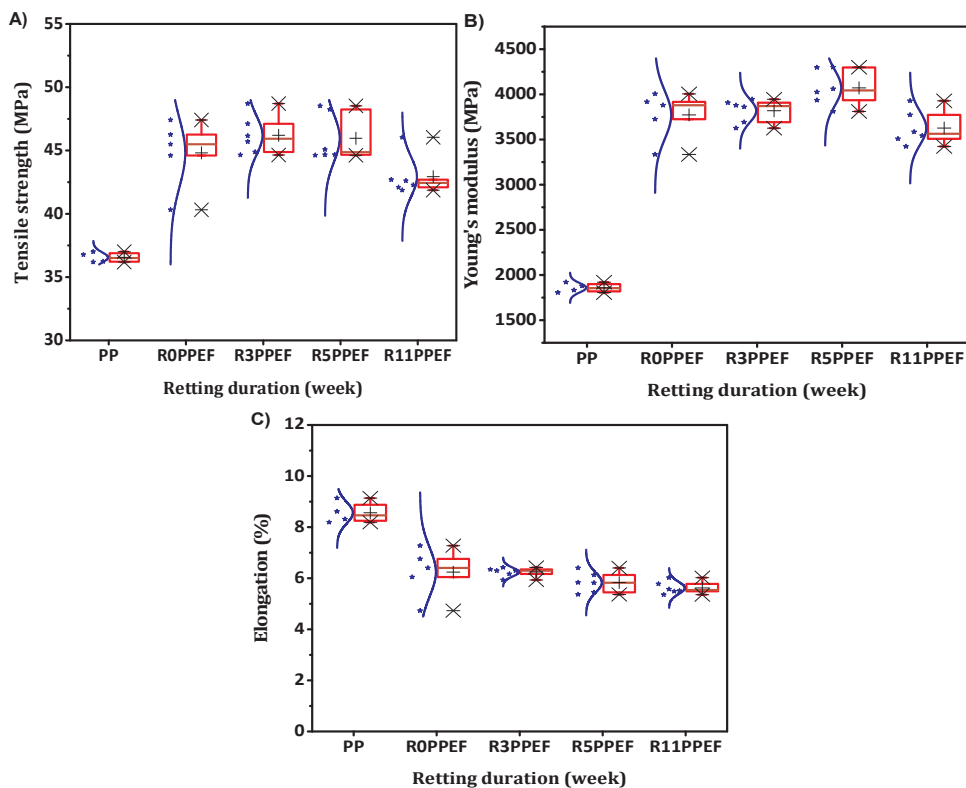 A)
Tensile strength (MPa)
55
50
45
40
35
30
PP R0PPEF R3PPEF R5PPEF R11PPEF
Retting duration (week)
B)
Young's modulus (MPa)
4500
4000
3500
3000
2500
2000
1500
PP R0PPEF R3PPEF R5PPEF R11PPEF
Retting duration (week)
C)
Elongation (%)
12
10
8
6
4
2
0
PP R0PPEF R3PPEF R5PPEF R11PPEF
Retting duration (week)